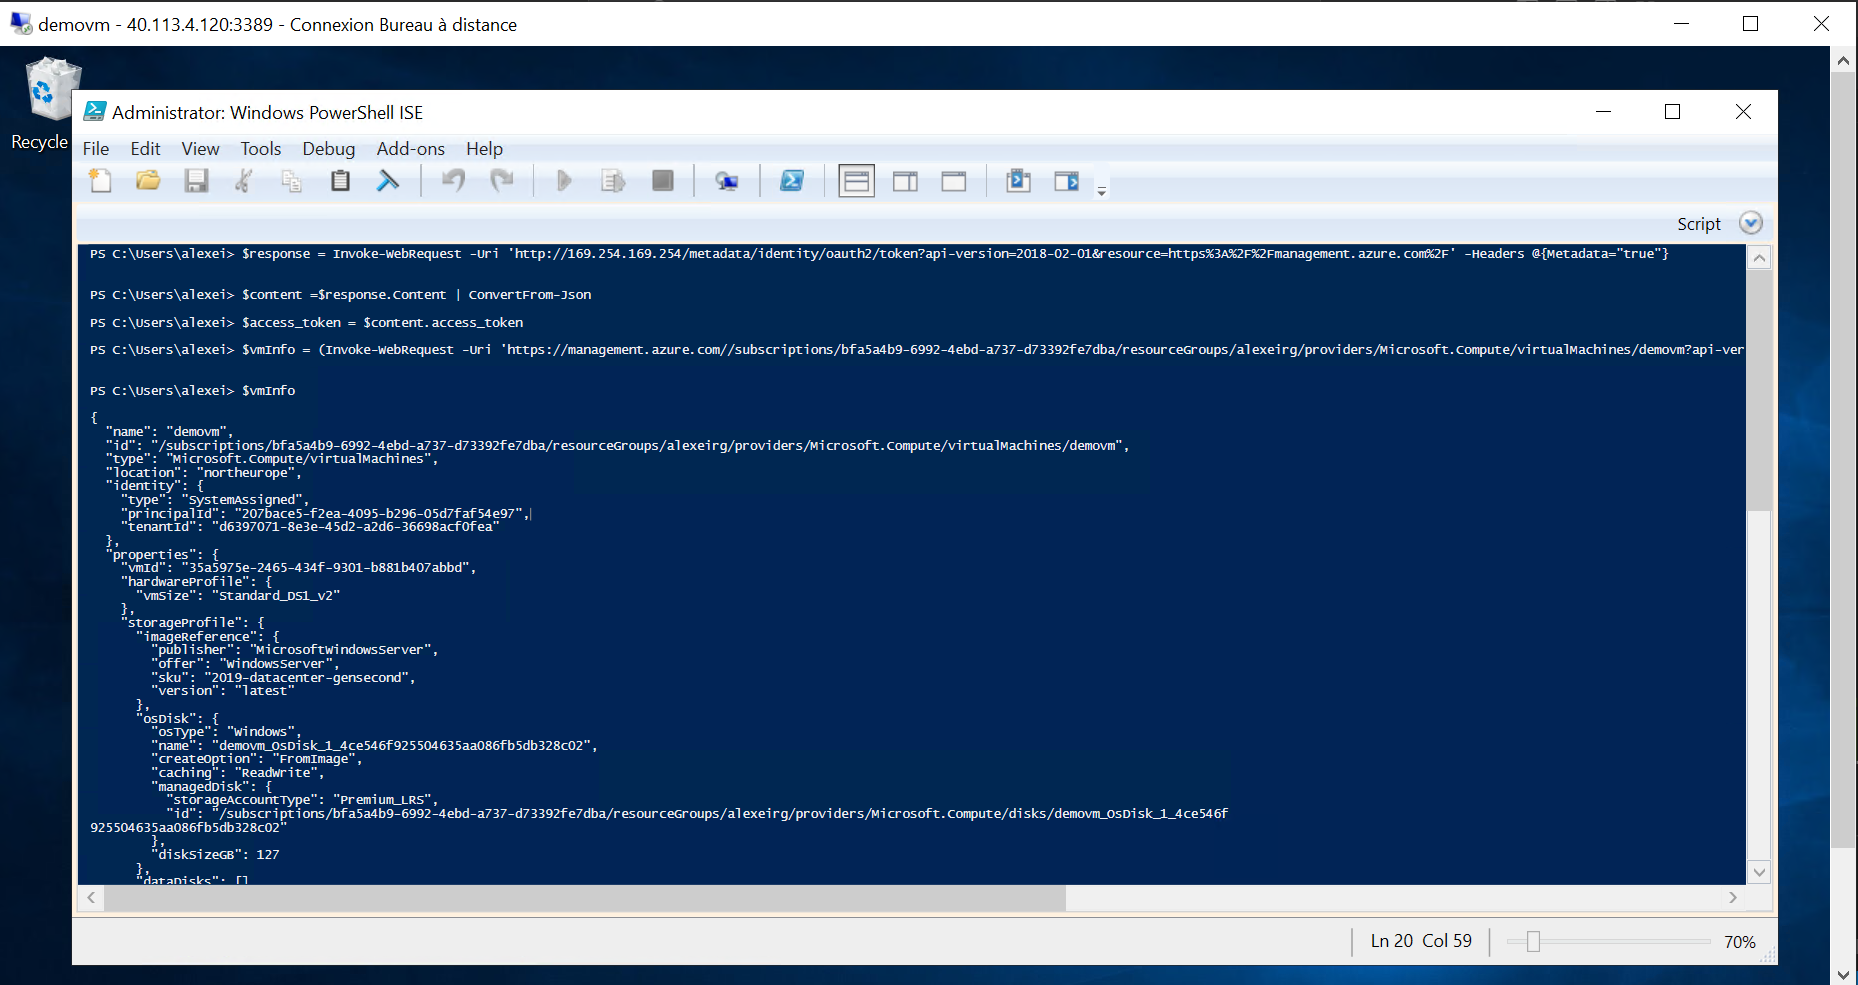 demovm - 40.113.4.120:3389 - Connexion Bureau à distance
Recycle
Administrator: Windows PowerShell ISE
File Edit View Tools Debug Add-ons Help
Script
PS C:\Users\alexei> $response = Invoke-WebRequest -Uri 'http://169.254.169.254/metadata/identity/oauth2/token?api-version=2018-02-01&resource=https%3A%2F%2Fmanagement.azure.com%2F' -Headers @{Metadata="true"}
PS C:\Users\alexei> $content =$response.Content | ConvertFrom-Json
PS C:\Users\alexei> $access_token = $content.access_token
PS C:\Users\alexei> $vmInfo = (Invoke-WebRequest -Uri 'https://management.azure.com//subscriptions/bfa5a4b9-6992-4ebd-a737-d73392fe7dba/resourceGroups/alexeirg/providers/Microsoft.Compute/virtualMachines/demovm?api-ver
PS C:\Users\alexei> $vmInfo
{
"name": "demovm",
"id": "/subscriptions/bfa5a4b9-6992-4ebd-a737-d73392fe7dba/resourceGroups/alexeirg/providers/Microsoft.Compute/virtualMachines/demovm",
"type": "Microsoft.Compute/virtualMachines",
"location": "northeurope",
"identity": {
"type": "SystemAssigned",
"principalId": "207bace5-f2ea-4095-b296-05d7faf54e97",
"tenantId": "d6397071-8e3e-45d2-a2d6-36698acf0fea"
},
"properties": {
"vmId": "35a5975e-2465-434f-9301-b881b407abbd",
"hardwareProfile": {
"vmSize": "Standard_DS1_v2"
},
"storageProfile": {
"imageReference": {
"publisher": "MicrosoftWindowsServer",
"offer": "WindowsServer",
"sku": "2019-datacenter-gensecond",
"version": "latest"
},
"osDisk": {
"osType": "Windows",
"name": "demovm_OsDisk_1_4ce546f925504635aa086fb5db328c02",
"createOption": "FromImage",
"caching": "ReadWrite",
"managedDisk": {
"storageAccountType": "Premium_LRS",
"id": "/subscriptions/bfa5a4b9-6992-4ebd-a737-d73392fe7dba/resourceGroups/alexeirg/providers/Microsoft.Compute/disks/demovm_OsDisk_1_4ce546f
925504635aa086fb5db328c02"
},
"diskSizeGB": 127
},
"dataDisks": []
Ln 20 Col 59
70%